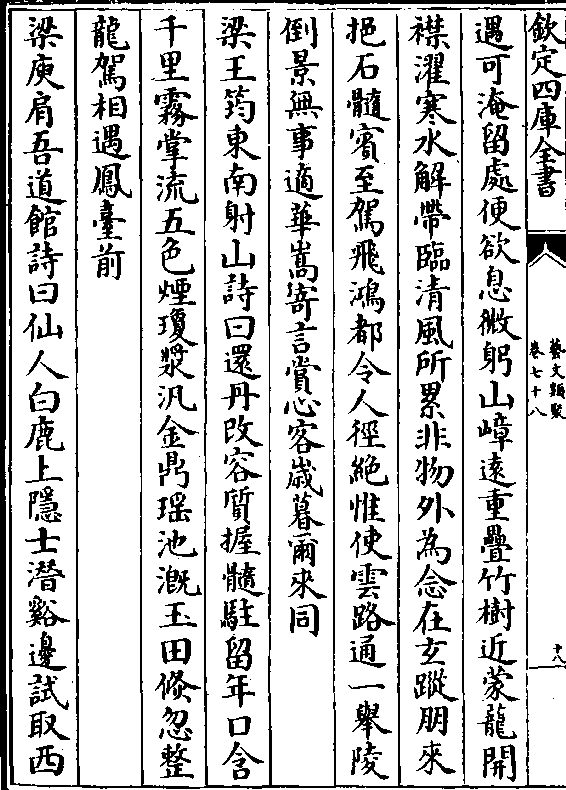 欽定四庫全書
藝文類聚
卷七十八
十八
遇可淹留處便欲息微躬山嶂遠重疊竹樹近蒙龍開
襟濯寒水解帶臨清風所累非物外為念在玄蹤朋來
挹石髓賓至駕飛鴻都令人徑絶惟使雲路通一舉陵
倒景無事適華嵩寄言賞心客嵗暮爾來同
梁王筠東南射山詩曰還丹改容質握髓駐留年口含
千里霧掌流五色煙瓊漿汎金鼎瑶池溉玉田倐忽整
龍駕相遇鳳臺前
梁庾肩吾道館詩曰仙人白鹿上隱士潛谿邊試取西